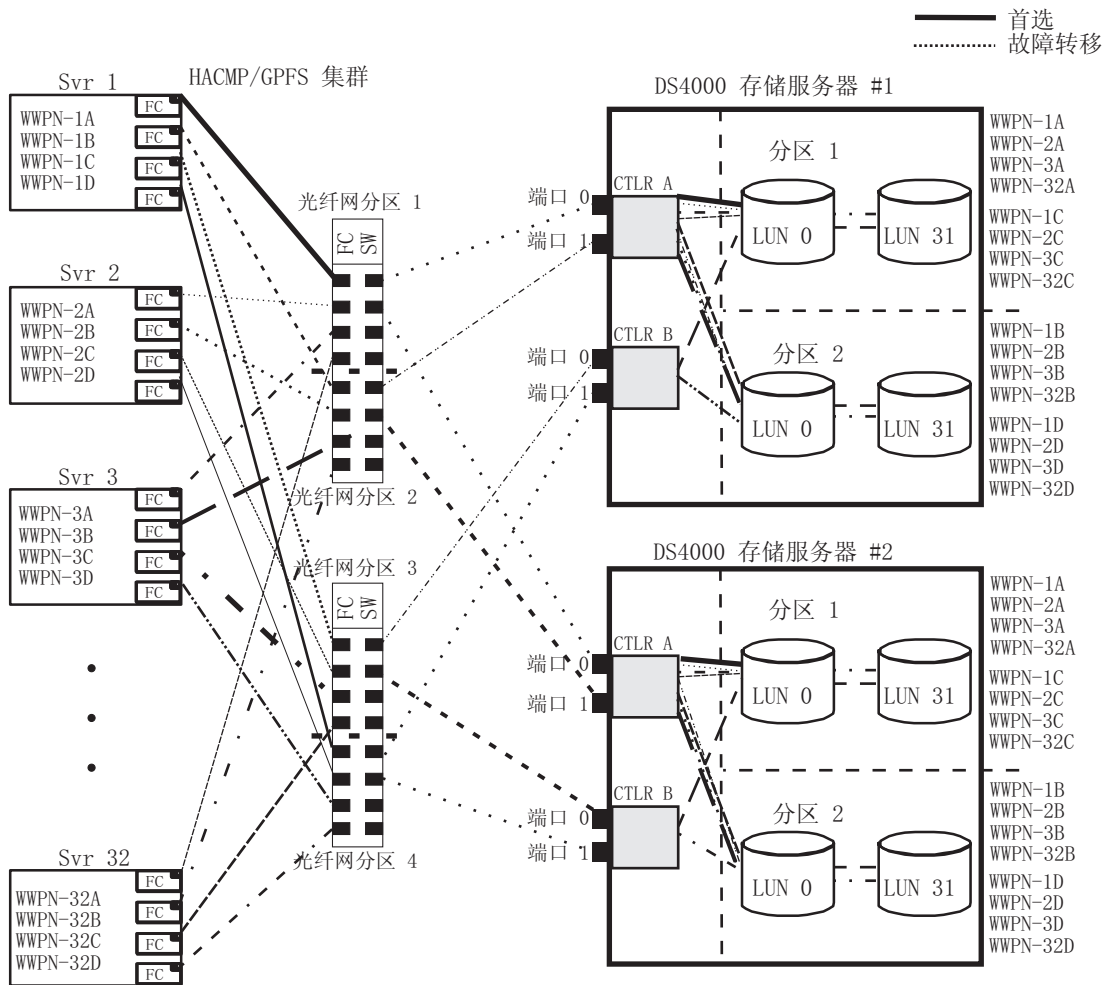 首选
故障转移
HACMP/GPFS 集群
Svr 1
WWPN-1A
WWPN-1B
WWPN-1C
WWPN-1D
FC
FC
FC
FC
Svr 2
WWPN-2A
WWPN-2B
WWPN-2C
WWPN-2D
FC
FC
FC
FC
Svr 3
WWPN-3A
WWPN-3B
WWPN-3C
WWPN-3D
FC
FC
FC
FC
Svr 32
WWPN-32A
WWPN-32B
WWPN-32C
WWPN-32D
FC
FC
FC
FC
光纤网分区 1
FC SW
光纤网分区 2
光纤网分区 3
FC SW
光纤网分区 4
DS4000 存储服务器 #1
端口 0
端口 1
CTLR A
端口 0
端口 1
CTLR B
分区 1
LUN 0
LUN 31
分区 2
LUN 0
LUN 31
WWPN-1A
WWPN-2A
WWPN-3A
WWPN-32A
WWPN-1C
WWPN-2C
WWPN-3C
WWPN-32C
WWPN-1B
WWPN-2B
WWPN-3B
WWPN-32B
WWPN-1D
WWPN-2D
WWPN-3D
WWPN-32D
DS4000 存储服务器 #2
端口 0
端口 1
CTLR A
端口 0
端口 1
CTLR B
分区 1
LUN 0
LUN 31
分区 2
LUN 0
LUN 31
WWPN-1A
WWPN-2A
WWPN-3A
WWPN-32A
WWPN-1C
WWPN-2C
WWPN-3C
WWPN-32C
WWPN-1B
WWPN-2B
WWPN-3B
WWPN-32B
WWPN-1D
WWPN-2D
WWPN-3D
WWPN-32D